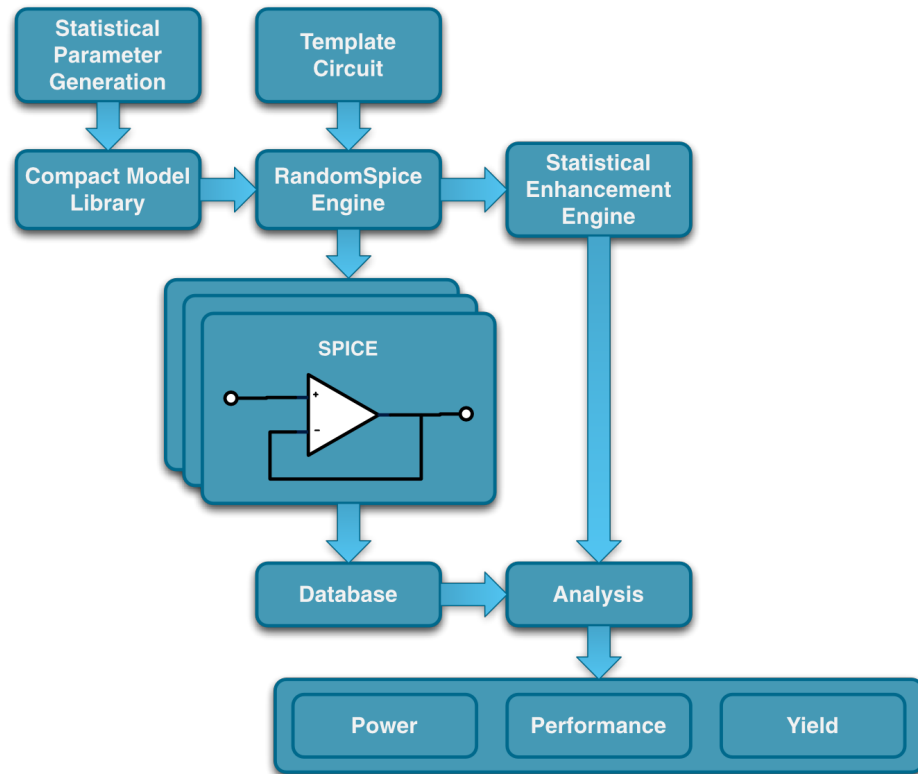 Statistical
Parameter
Generation
Template
Circuit
Compact Model
Library
RandomSpice
Engine
Statistical
Enhancement
Engine
SPICE
+
−
Database
Analysis
Power
Performance
Yield